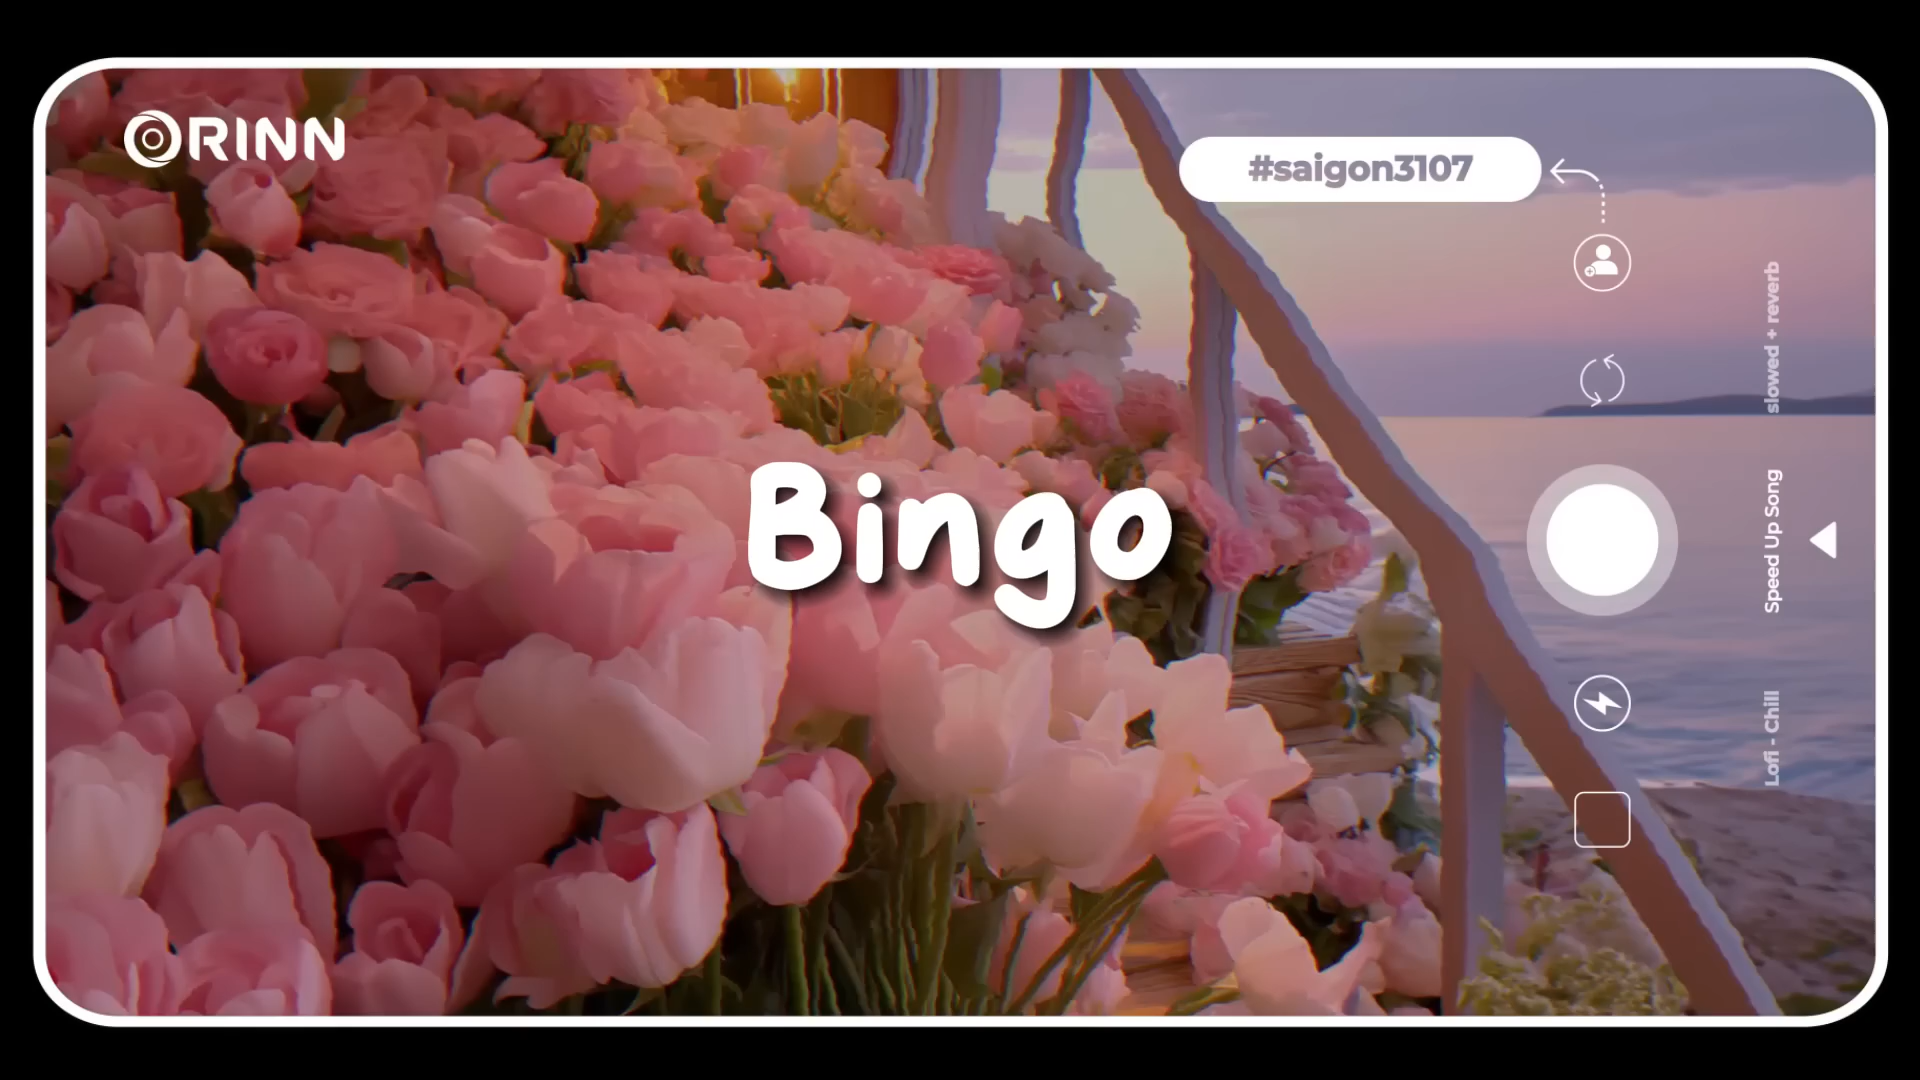 ORINN
#saigon3107
slowed + reverb
Bingo
Speed Up Song
Lofi - Chill